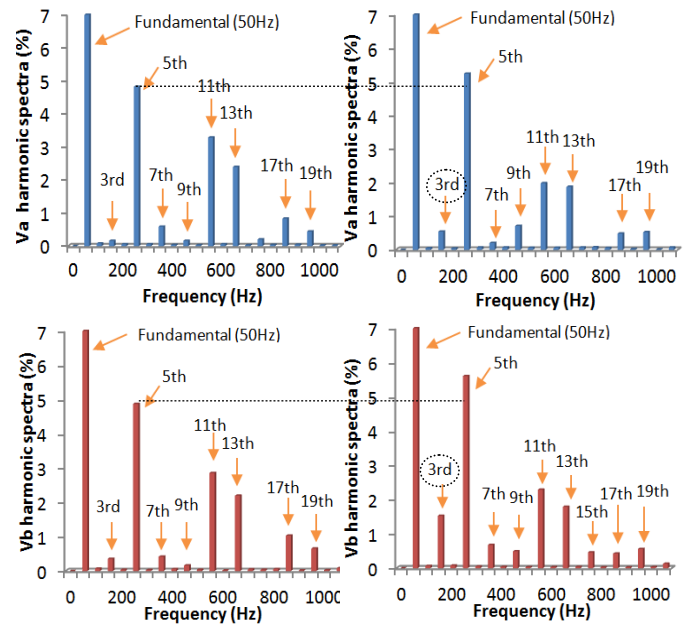 Va harmonic spectra (%)
7
6
5
4
3
2
1
0
Fundamental (50Hz)
5th
11th
13th
3rd
7th
9th
17th
19th
0 200 400 600 800 1000
Frequency (Hz)
Va harmonic spectra (%)
7
6
5
4
3
2
1
0
Fundamental (50Hz)
5th
11th
13th
9th
3rd
7th
19th
17th
0 200 400 600 800 1000
Frequency (Hz)
Vb harmonic spectra (%)
7
6
5
4
3
2
1
0
Fundamental (50Hz)
5th
11th
13th
3rd
7th
9th
17th
19th
0 200 400 600 800 1000
Frequency (Hz)
Vb harmonic spectra (%)
7
6
5
4
3
2
1
0
Fundamental (50Hz)
5th
11th
13th
3rd
7th
9th
15th
17th
19th
0 200 400 600 800 1000
Frequency (Hz)